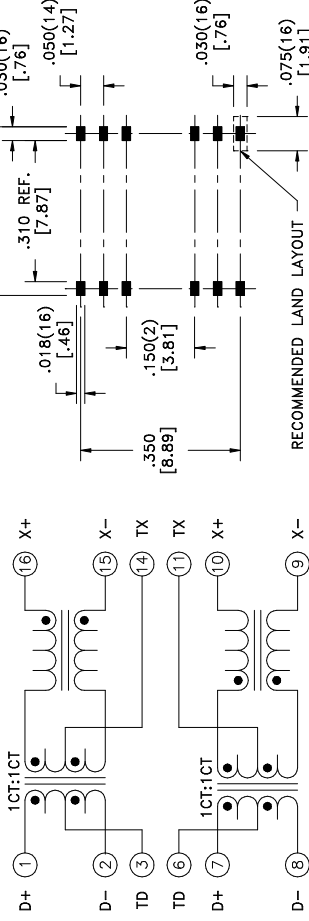 .030(16)
[.76]
.050(14)
[1.27]
.310 REF.
[7.87]
.018(16)
[.46]
.150(2)
[3.81]
.350
[8.89]
.030(16)
[.76]
.075(16)
[1.91]
RECOMMENDED LAND LAYOUT
1CT:1CT
D+ 1
D- 2
TD 3
16 X+
15 X-
14 TX
1CT:1CT
TD 6
D+ 7
D- 8
11 TX
10 X+
9 X-